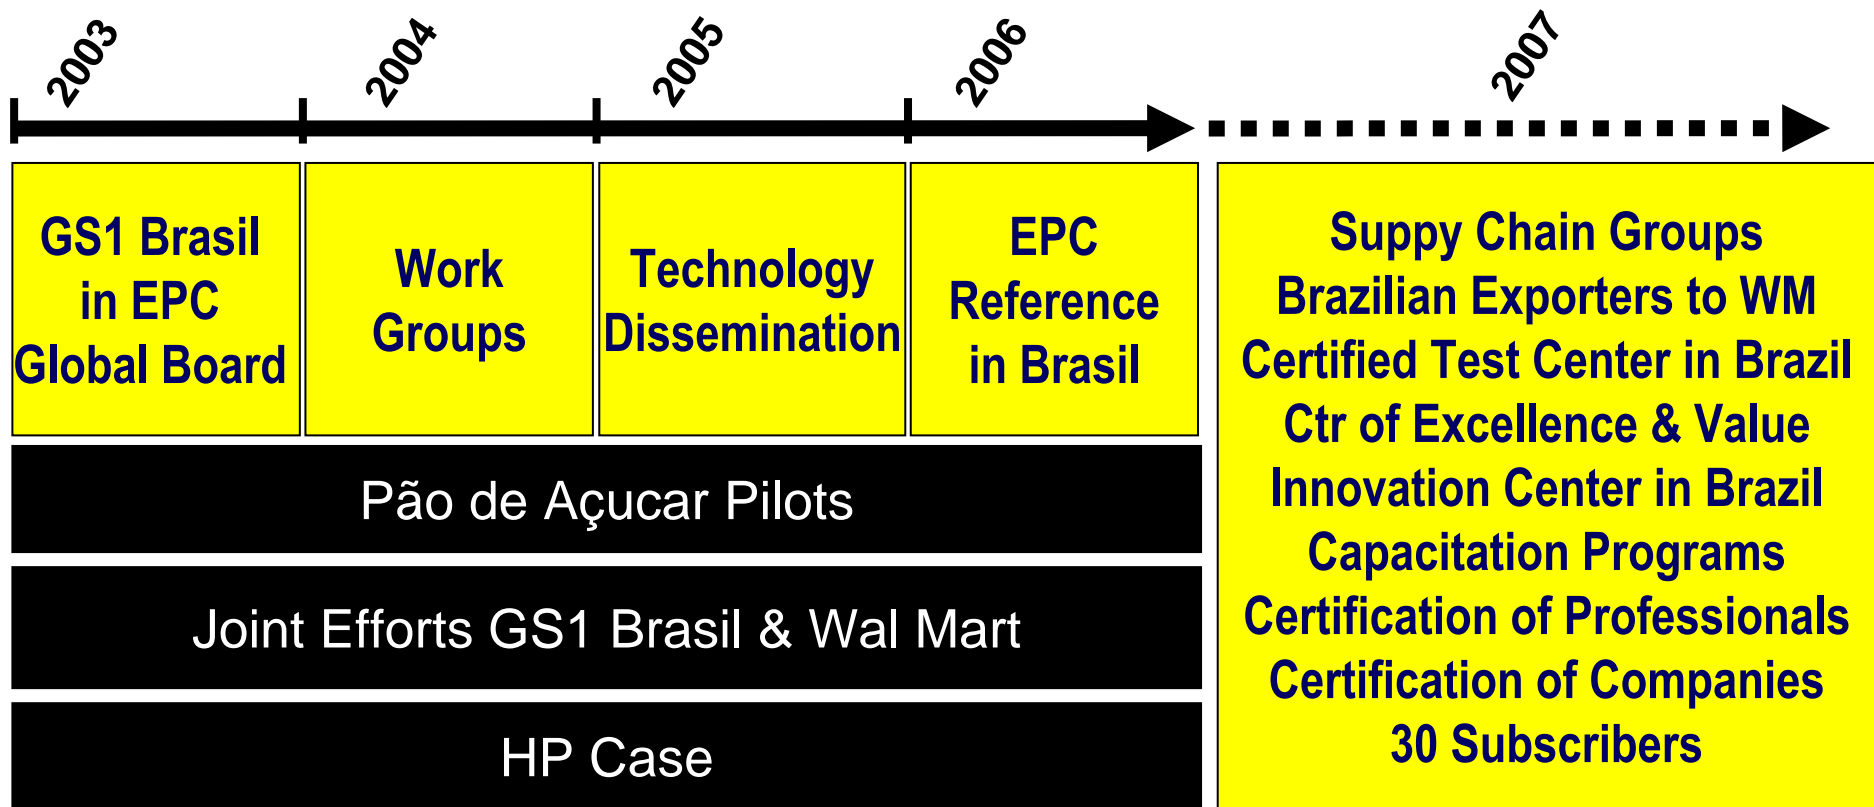 2003
2004
2005
2006
2007
GS1 Brasil
in EPC
Global Board
Work
Groups
Technology
Dissemination
EPC
Reference
in Brasil
Suppy Chain Groups
Brazilian Exporters to WM
Certified Test Center in Brazil
Ctr of Excellence & Value
Innovation Center in Brazil
Capacitation Programs
Certification of Professionals
Certification of Companies
30 Subscribers
Pão de Açucar Pilots
Joint Efforts GS1 Brasil & Wal Mart
HP Case